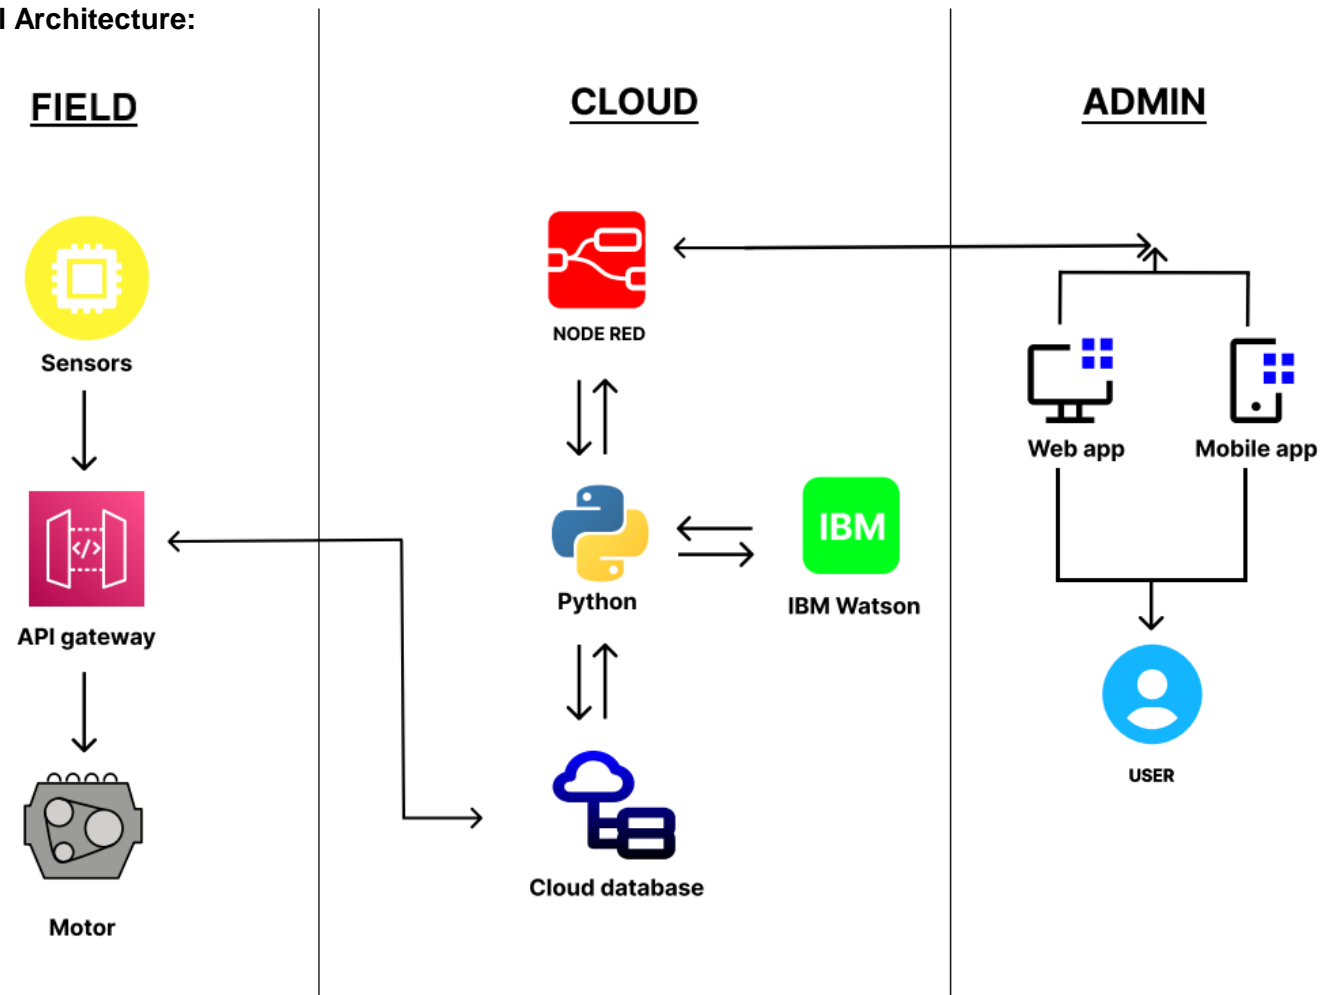 Architecture:
FIELD
CLOUD
ADMIN
Sensors
NODE RED
Web app
Mobile app
</>
IBM
API gateway
Python
IBM Watson
USER
Cloud database
Motor